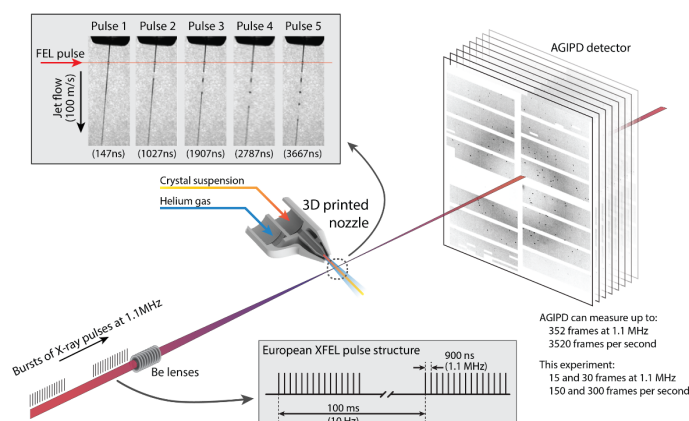 Pulse 1 Pulse 2 Pulse 3 Pulse 4 Pulse 5
FEL pulse
Jet flow
(100 m/s)
(147ns) (1027ns) (1907ns) (2787ns) (3667ns)
AGIPD detector
Crystal suspension
Helium gas
3D printed
nozzle
Bursts of X-ray pulses at 1.1MHz
Be lenses
European XFEL pulse structure
900 ns
(1.1 MHz)
100 ms
(10 Hz)
AGIPD can measure up to:
352 frames at 1.1 MHz
3520 frames per second
This experiment:
15 and 30 frames at 1.1 MHz
150 and 300 frames per second